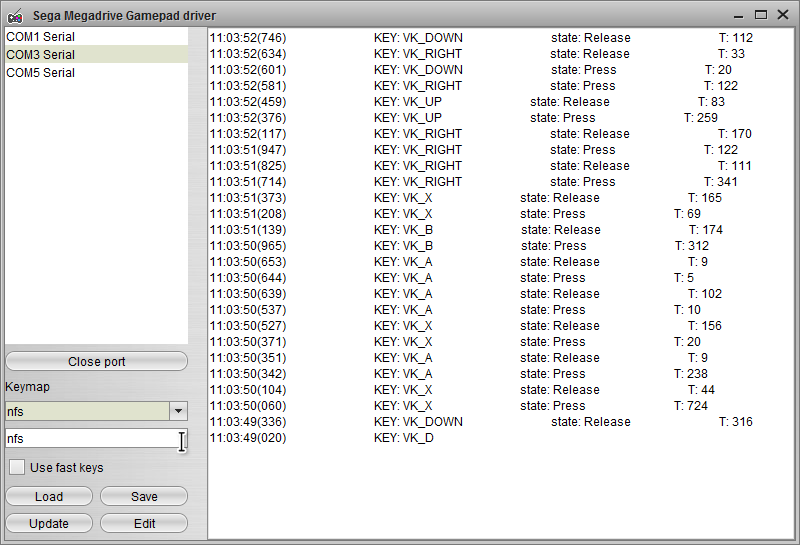 Sega Megadrive Gamepad driver
COM1 Serial
COM3 Serial
COM5 Serial
Close port
Keymap
nfs
nfs
Use fast keys
Load Save
Update Edit
11:03:52(746) KEY: VK_DOWN state: Release T: 112
11:03:52(634) KEY: VK_RIGHT state: Release T: 33
11:03:52(601) KEY: VK_DOWN state: Press T: 20
11:03:52(581) KEY: VK_RIGHT state: Press T: 122
11:03:52(459) KEY: VK_UP state: Release T: 83
11:03:52(376) KEY: VK_UP state: Press T: 259
11:03:52(117) KEY: VK_RIGHT state: Release T: 170
11:03:51(947) KEY: VK_RIGHT state: Press T: 122
11:03:51(825) KEY: VK_RIGHT state: Release T: 111
11:03:51(714) KEY: VK_RIGHT state: Press T: 341
11:03:51(373) KEY: VK_X state: Release T: 165
11:03:51(208) KEY: VK_X state: Press T: 69
11:03:51(139) KEY: VK_B state: Release T: 174
11:03:50(965) KEY: VK_B state: Press T: 312
11:03:50(653) KEY: VK_A state: Release T: 9
11:03:50(644) KEY: VK_A state: Press T: 5
11:03:50(639) KEY: VK_A state: Release T: 102
11:03:50(537) KEY: VK_A state: Press T: 10
11:03:50(527) KEY: VK_X state: Release T: 156
11:03:50(371) KEY: VK_X state: Press T: 20
11:03:50(351) KEY: VK_A state: Release T: 9
11:03:50(342) KEY: VK_A state: Press T: 238
11:03:50(104) KEY: VK_X state: Release T: 44
11:03:50(060) KEY: VK_X state: Press T: 724
11:03:49(336) KEY: VK_DOWN state: Release T: 316
11:03:49(020) KEY: VK_D